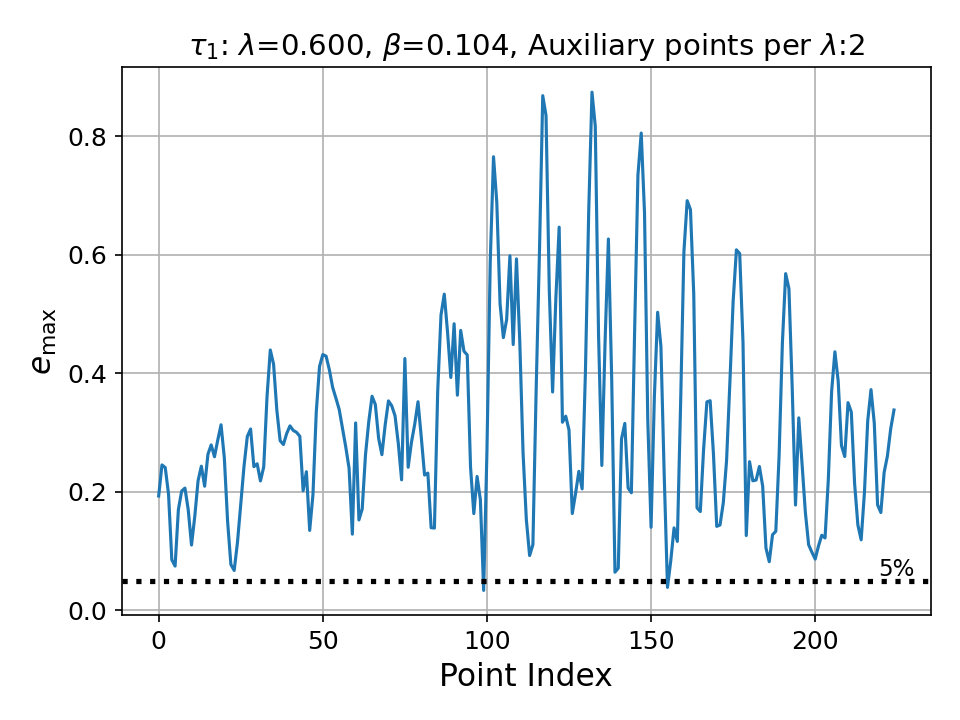 τ₁: λ=0.600, β=0.104, Auxiliary points per λ:2
0.8
0.6
0.4
0.2
0.0
e_max
5%
0 50 100 150 200
Point Index